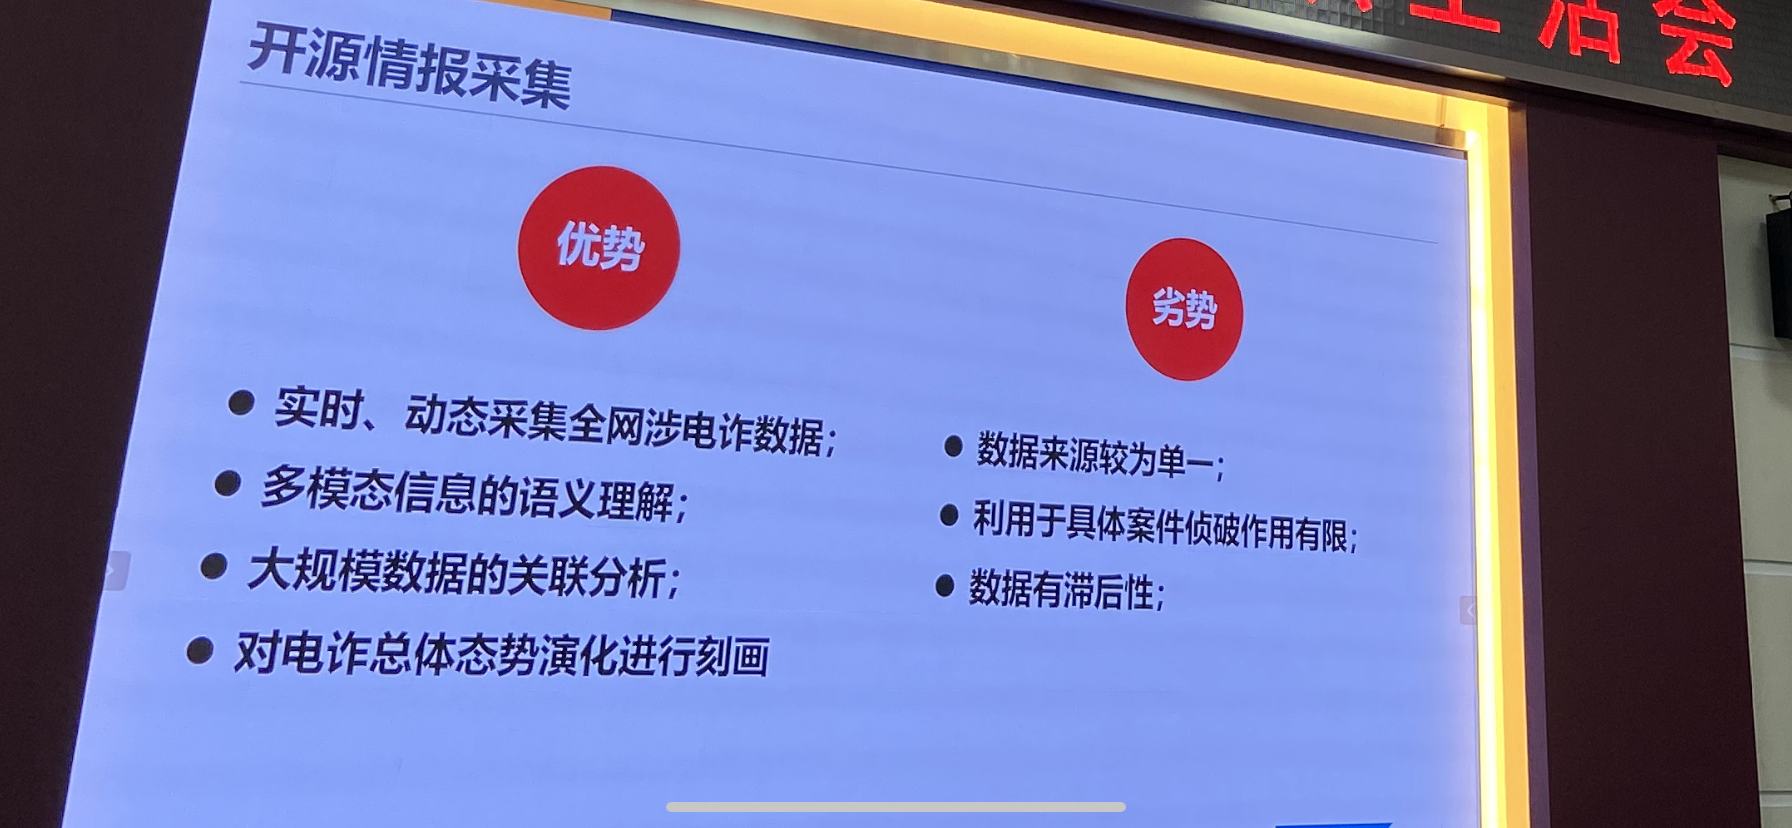 生活会
开源情报采集
优势
实时、动态采集全网涉电诈数据；
多模态信息的语义理解；
大规模数据的关联分析；
对电诈总体态势演化进行刻画
劣势
数据来源较为单一；
利用于具体案件侦破作用有限；
数据有滞后性；